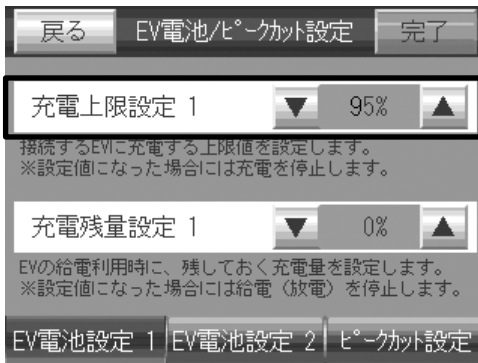 戻る EV電池/ピークカット設定 完了
充電上限設定 1 ▼ 95% ▲
接続するEVに充電する上限値を設定します。
※設定値になった場合には充電を停止します。
充電残量設定 1 ▼ 0% ▲
EVの給電利用時に、残しておく充電量を設定します。
※設定値になった場合には給電（放電）を停止します。
EV電池設定 1 EV電池設定 2 ピークカット設定